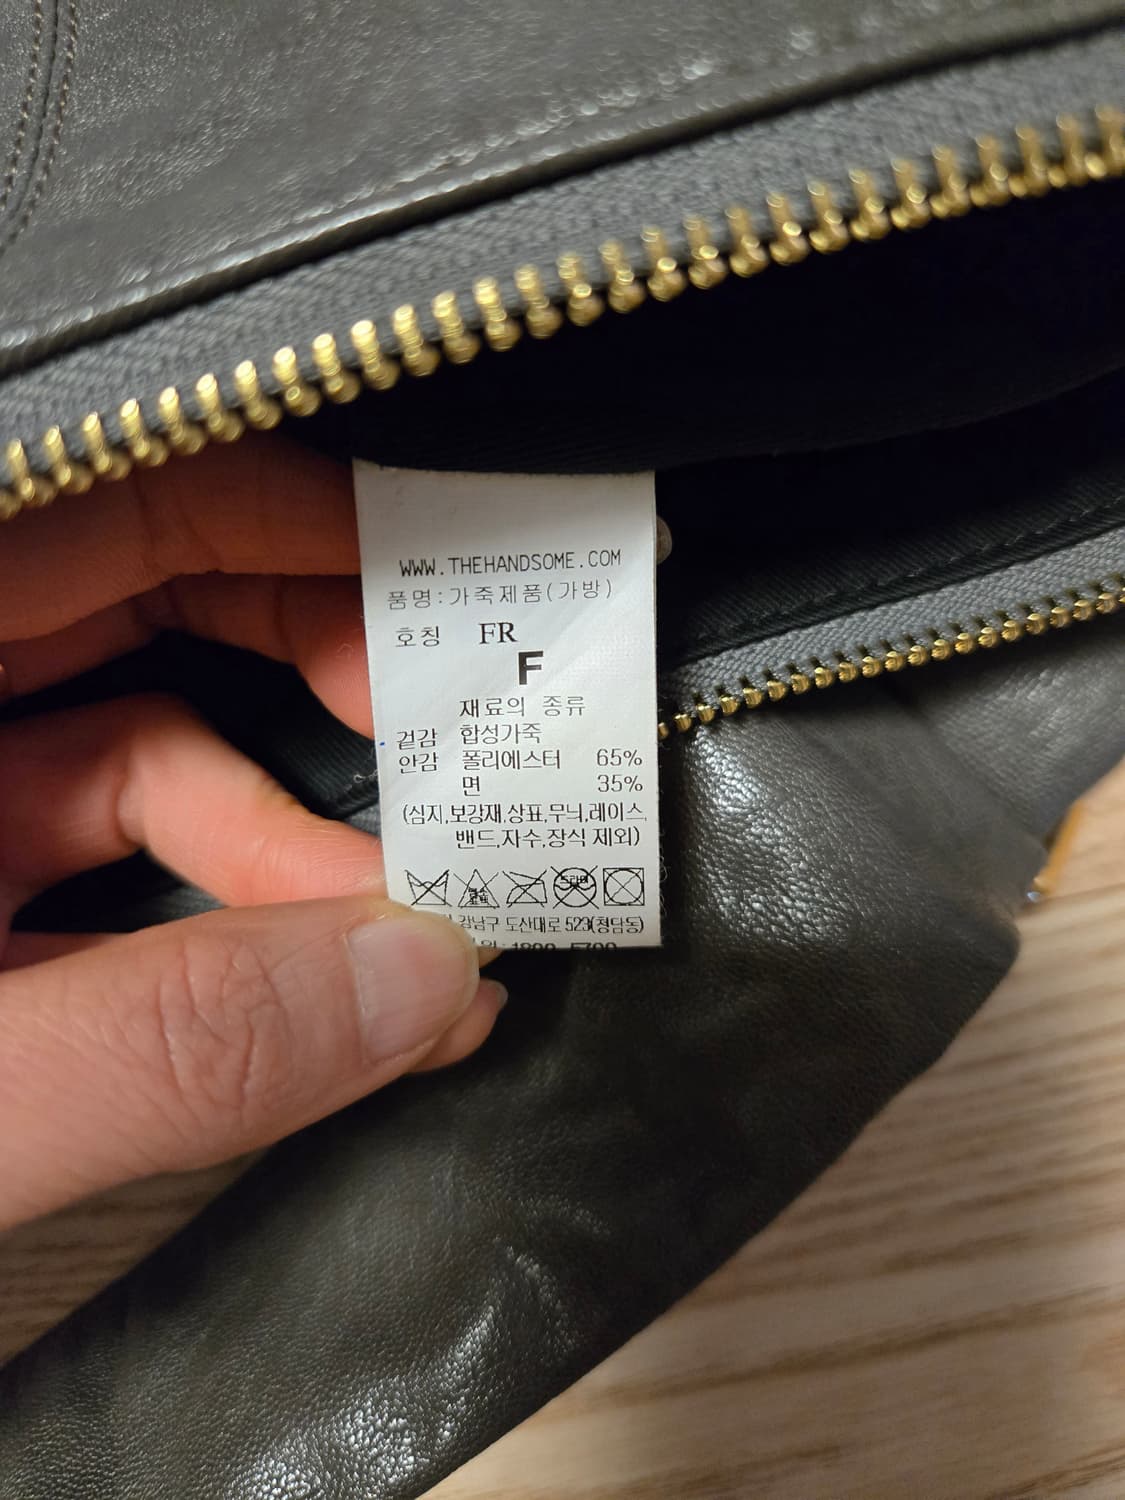 WWW.THEHANDSOME.COM
품명:가죽제품(가방)
호칭 FR
F
재료의 종류
겉감 합성가죽
안감 폴리에스터 65%
면 35%
(심지,보강재,상표,무늬,레이스,
밴드,자수,장식 제외)
드라이
강남구 도산대로 523(청담동)